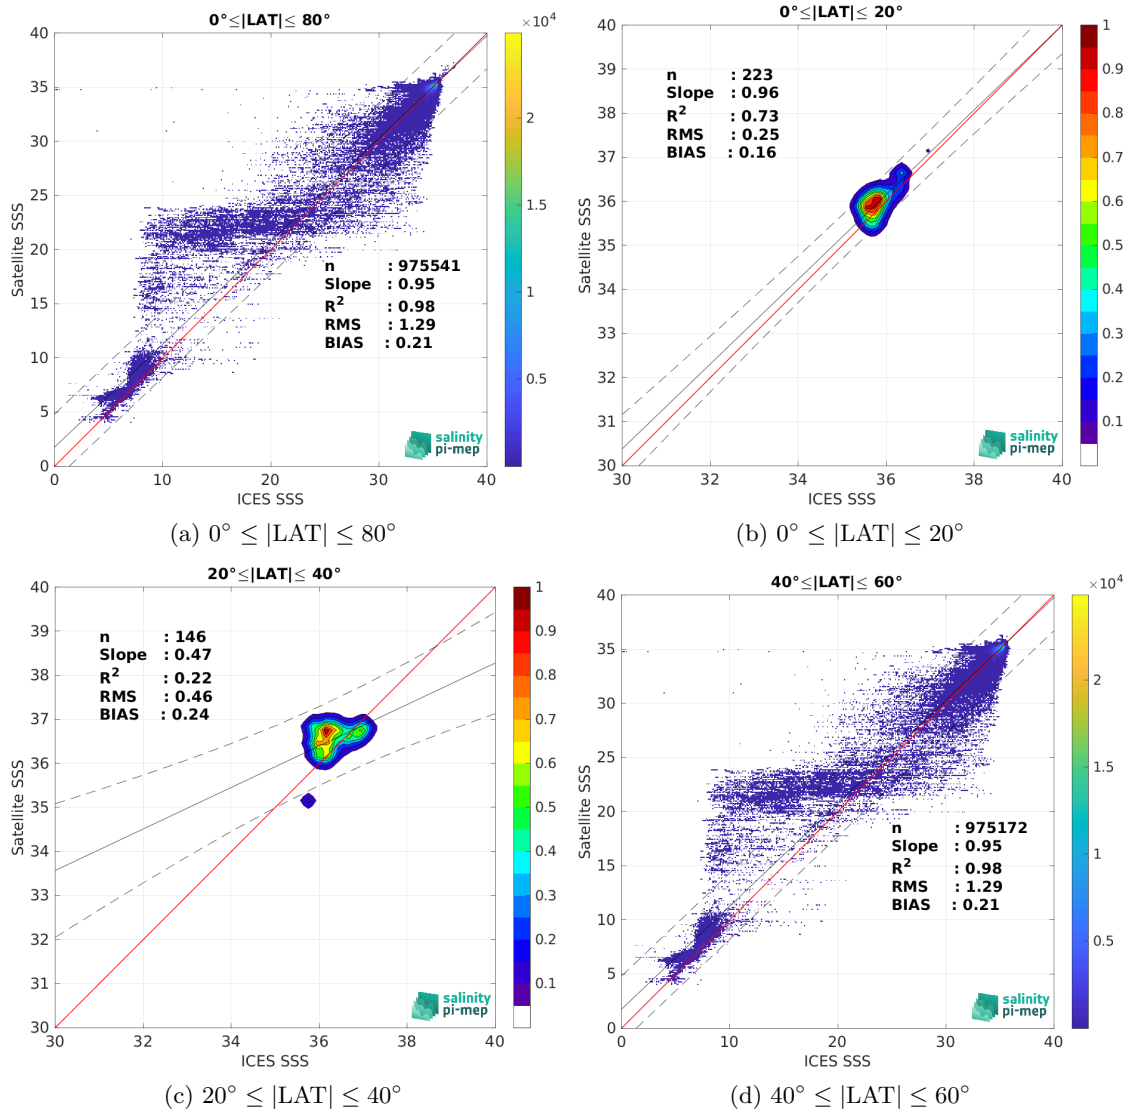 0°≤|LAT|≤ 80°
×10⁴
40
35
30
25
20
15
10
5
0
0
10
20
30
40
2
1.5
1
0.5
Satellite SSS
ICES SSS
n : 975541
Slope : 0.95
R² : 0.98
RMS : 1.29
BIAS : 0.21
salinity
pi-mep
(a) 0° ≤ |LAT| ≤ 80°
0°≤|LAT|≤ 20°
40
39
38
37
36
35
34
33
32
31
30
30
32
34
36
38
40
1
0.9
0.8
0.7
0.6
0.5
0.4
0.3
0.2
0.1
Satellite SSS
ICES SSS
n : 223
Slope : 0.96
R² : 0.73
RMS : 0.25
BIAS : 0.16
salinity
pi-mep
(b) 0° ≤ |LAT| ≤ 20°
20°≤|LAT|≤ 40°
40
39
38
37
36
35
34
33
32
31
30
30
32
34
36
38
40
1
0.9
0.8
0.7
0.6
0.5
0.4
0.3
0.2
0.1
Satellite SSS
ICES SSS
n : 146
Slope : 0.47
R² : 0.22
RMS : 0.46
BIAS : 0.24
salinity
pi-mep
(c) 20° ≤ |LAT| ≤ 40°
40°≤|LAT|≤ 60°
×10⁴
40
35
30
25
20
15
10
5
0
0
10
20
30
40
2
1.5
1
0.5
Satellite SSS
ICES SSS
n : 975172
Slope : 0.95
R² : 0.98
RMS : 1.29
BIAS : 0.21
salinity
pi-mep
(d) 40° ≤ |LAT| ≤ 60°